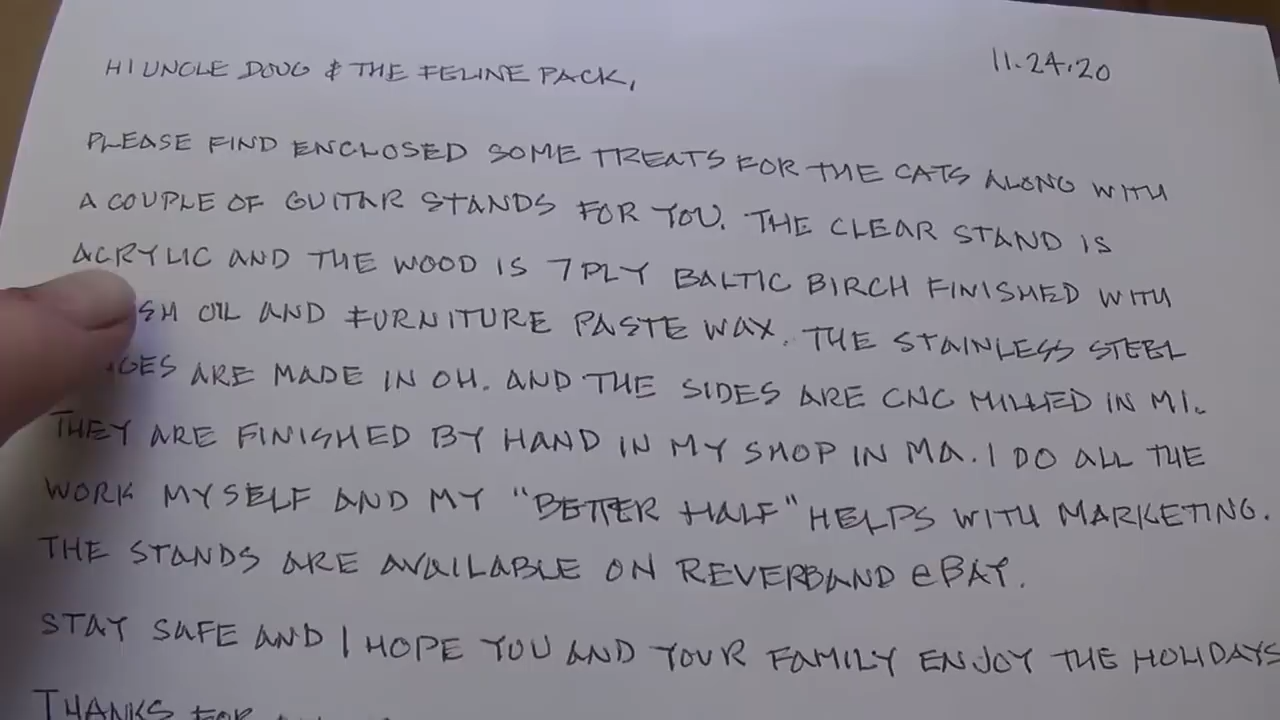 HI UNCLE DOUG & THE FELINE PACK,
11.24.20
PLEASE FIND ENCLOSED SOME TREATS FOR THE CATS ALONG WITH
A COUPLE OF GUITAR STANDS FOR YOU. THE CLEAR STAND IS
ACRYLIC AND THE WOOD IS 7 PLY BALTIC BIRCH FINISHED WITH
OIL AND FURNITURE PASTE WAX. THE STAINLESS STEEL
ARE MADE IN OH. AND THE SIDES ARE CNC MILLED IN MI.
THEY ARE FINISHED BY HAND IN MY SHOP IN MA. I DO ALL THE
WORK MYSELF AND MY "BETTER HALF" HELPS WITH MARKETING.
THE STANDS ARE AVAILABLE ON REVERB AND eBAY.
STAY SAFE AND I HOPE YOU AND YOUR FAMILY ENJOY THE HOLIDAYS
THANKS FOR